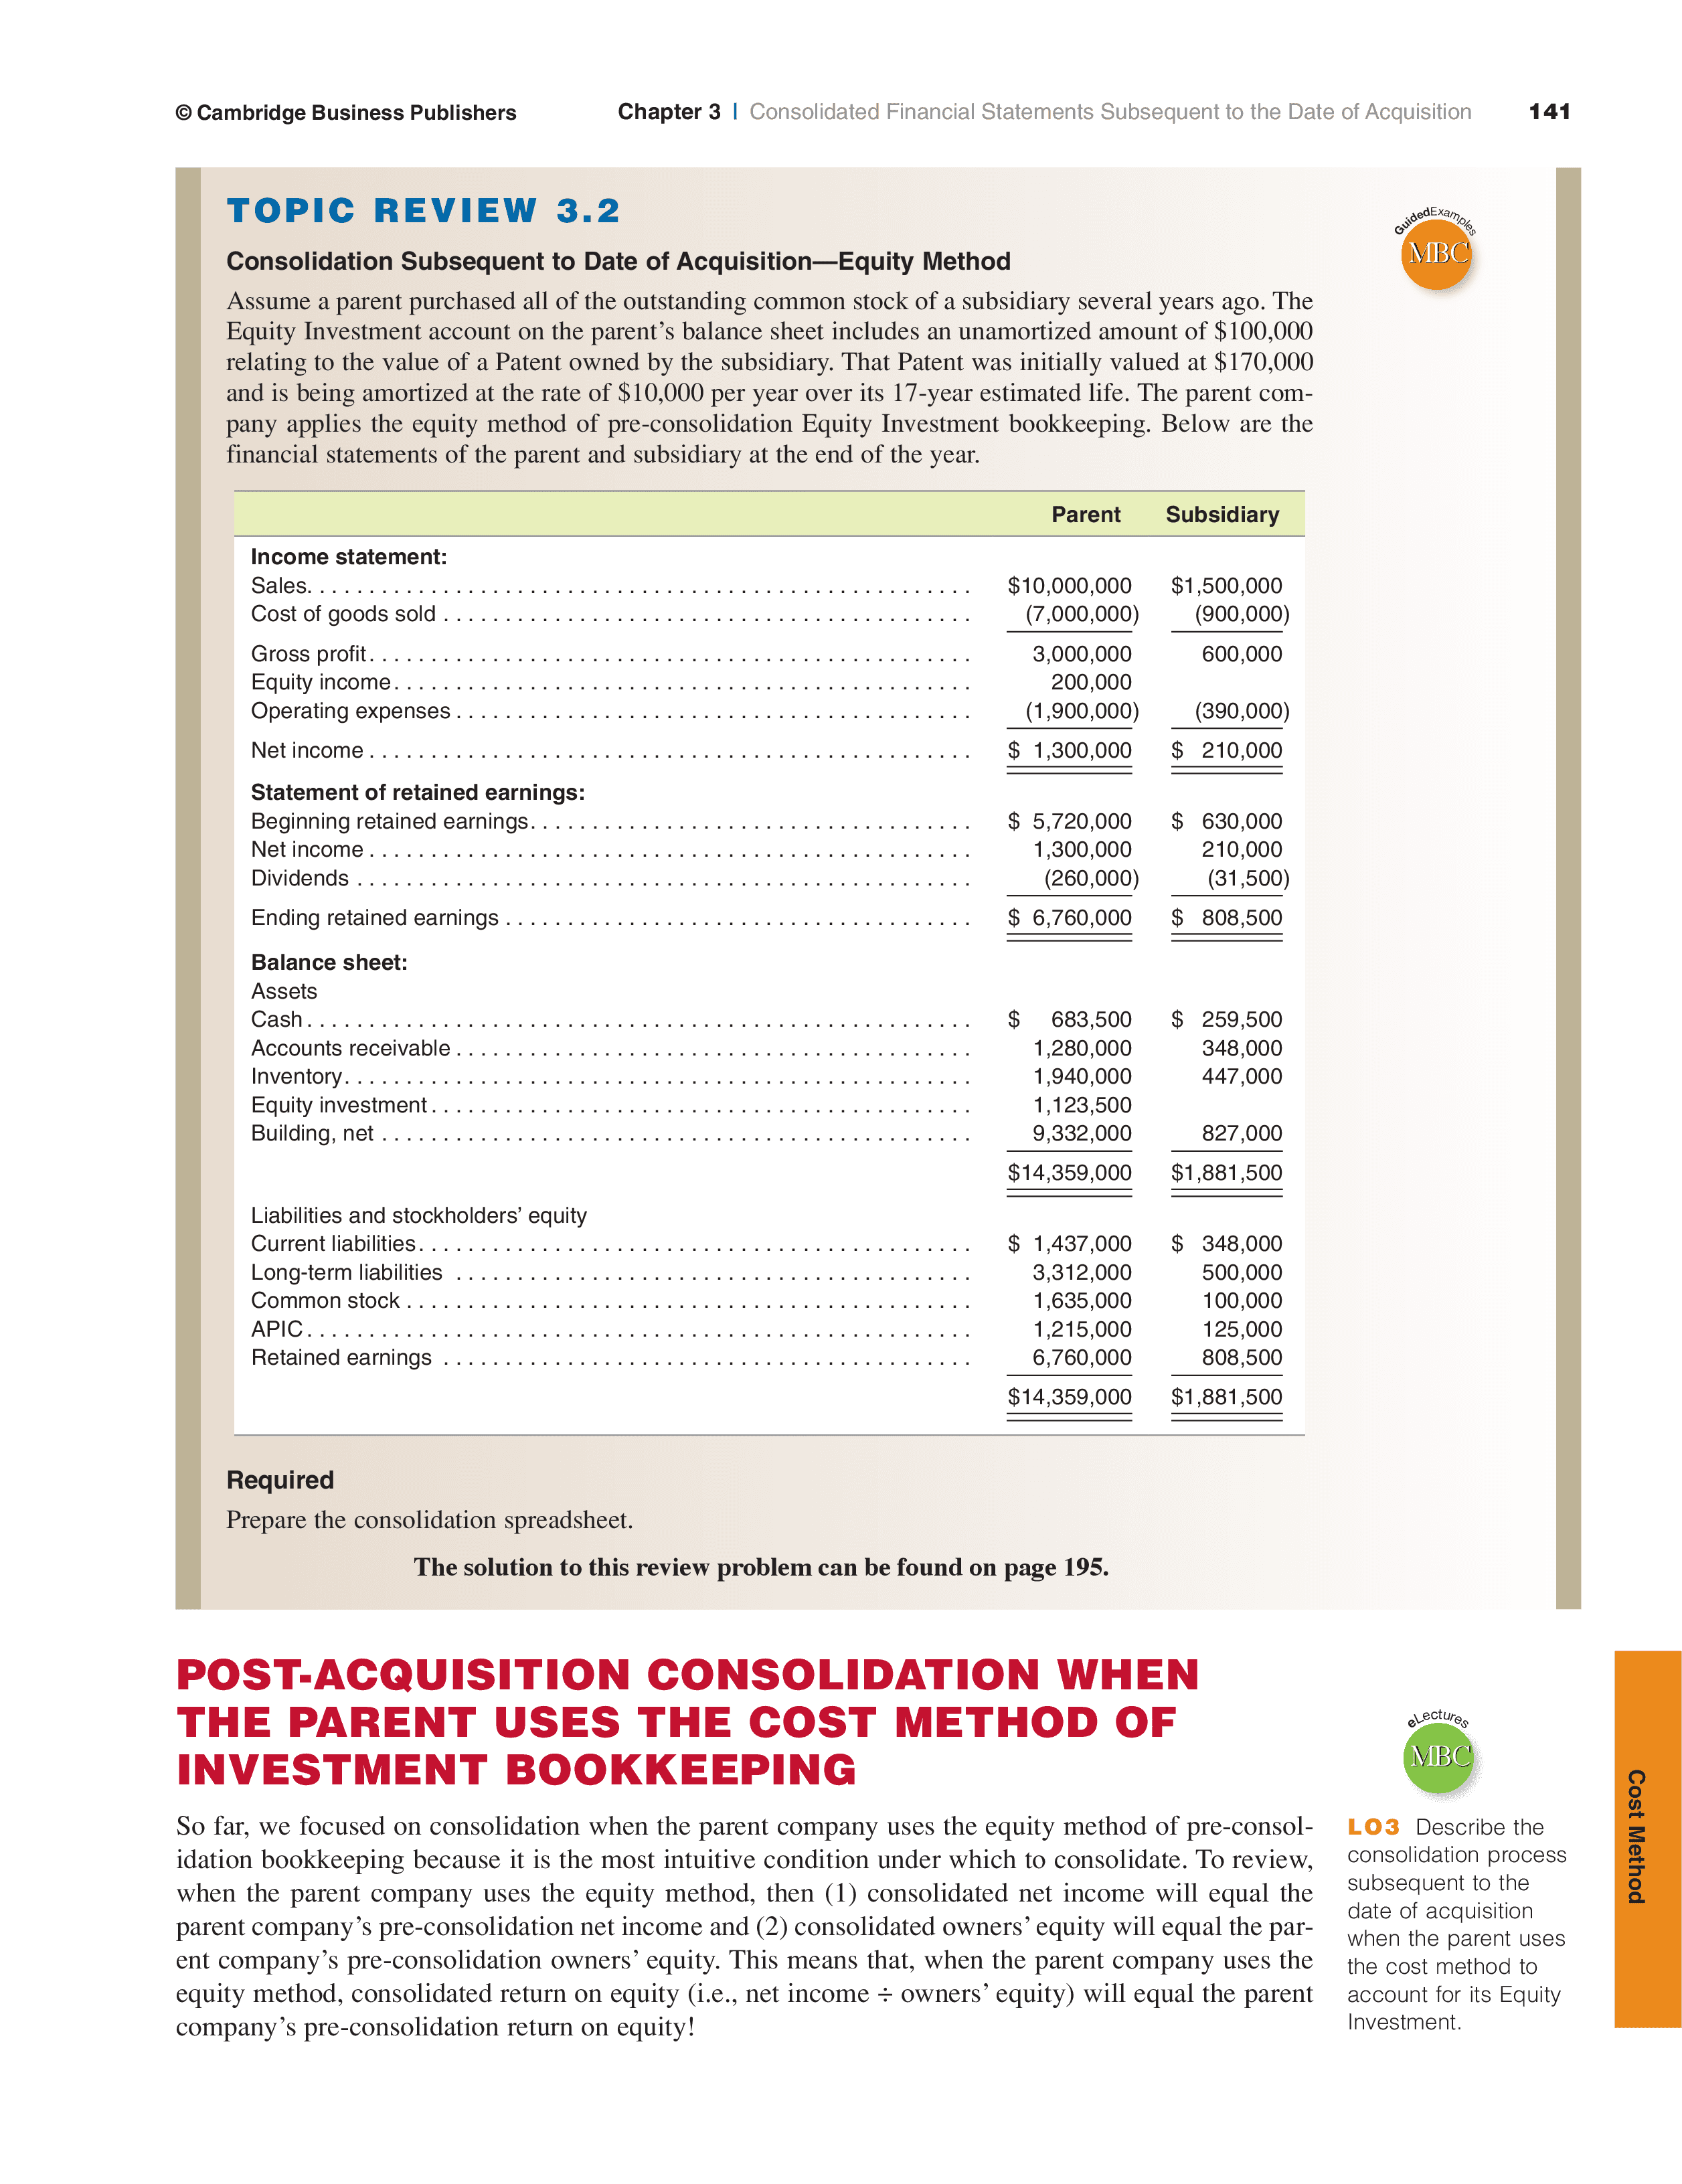 © Cambridge Business Publishers Chapter 3 | Consolidated Financial Statements Subsequent to the Date of Acquisition 141
TOPIC REVIEW 3.2
GuidedExamples
MBC
Consolidation Subsequent to Date of Acquisition—Equity Method
Assume a parent purchased all of the outstanding common stock of a subsidiary several years ago. The
Equity Investment account on the parent's balance sheet includes an unamortized amount of $100,000
relating to the value of a Patent owned by the subsidiary. That Patent was initially valued at $170,000
and is being amortized at the rate of $10,000 per year over its 17-year estimated life. The parent com-
pany applies the equity method of pre-consolidation Equity Investment bookkeeping. Below are the
financial statements of the parent and subsidiary at the end of the year.
Parent Subsidiary
Income statement:
Sales. . . . . $10,000,000 $1,500,000
Cost of goods sold . . . . . (7,000,000) (900,000)
Gross profit. . . . . 3,000,000 600,000
Equity income. . . . . 200,000
Operating expenses . . . . . (1,900,000) (390,000)
Net income . . . . . $ 1,300,000 $ 210,000
Statement of retained earnings:
Beginning retained earnings. . . . . $ 5,720,000 $ 630,000
Net income . . . . . 1,300,000 210,000
Dividends . . . . . (260,000) (31,500)
Ending retained earnings . . . . . $ 6,760,000 $ 808,500
Balance sheet:
Assets
Cash. . . . . $ 683,500 $ 259,500
Accounts receivable . . . . . 1,280,000 348,000
Inventory. . . . . 1,940,000 447,000
Equity investment . . . . . 1,123,500
Building, net . . . . . 9,332,000 827,000
$14,359,000 $1,881,500
Liabilities and stockholders' equity
Current liabilities. . . . . $ 1,437,000 $ 348,000
Long-term liabilities . . . . . 3,312,000 500,000
Common stock . . . . . 1,635,000 100,000
APIC. . . . . 1,215,000 125,000
Retained earnings . . . . . 6,760,000 808,500
$14,359,000 $1,881,500
Required
Prepare the consolidation spreadsheet.
The solution to this review problem can be found on page 195.
POST-ACQUISITION CONSOLIDATION WHEN
THE PARENT USES THE COST METHOD OF
INVESTMENT BOOKKEEPING
So far, we focused on consolidation when the parent company uses the equity method of pre-consol-
idation bookkeeping because it is the most intuitive condition under which to consolidate. To review,
when the parent company uses the equity method, then (1) consolidated net income will equal the
parent company's pre-consolidation net income and (2) consolidated owners' equity will equal the par-
ent company's pre-consolidation owners' equity. This means that, when the parent company uses the
equity method, consolidated return on equity (i.e., net income ÷ owners' equity) will equal the parent
company's pre-consolidation return on equity!
eLectures
MBC
LO3 Describe the
consolidation process
subsequent to the
date of acquisition
when the parent uses
the cost method to
account for its Equity
Investment.
Cost Method